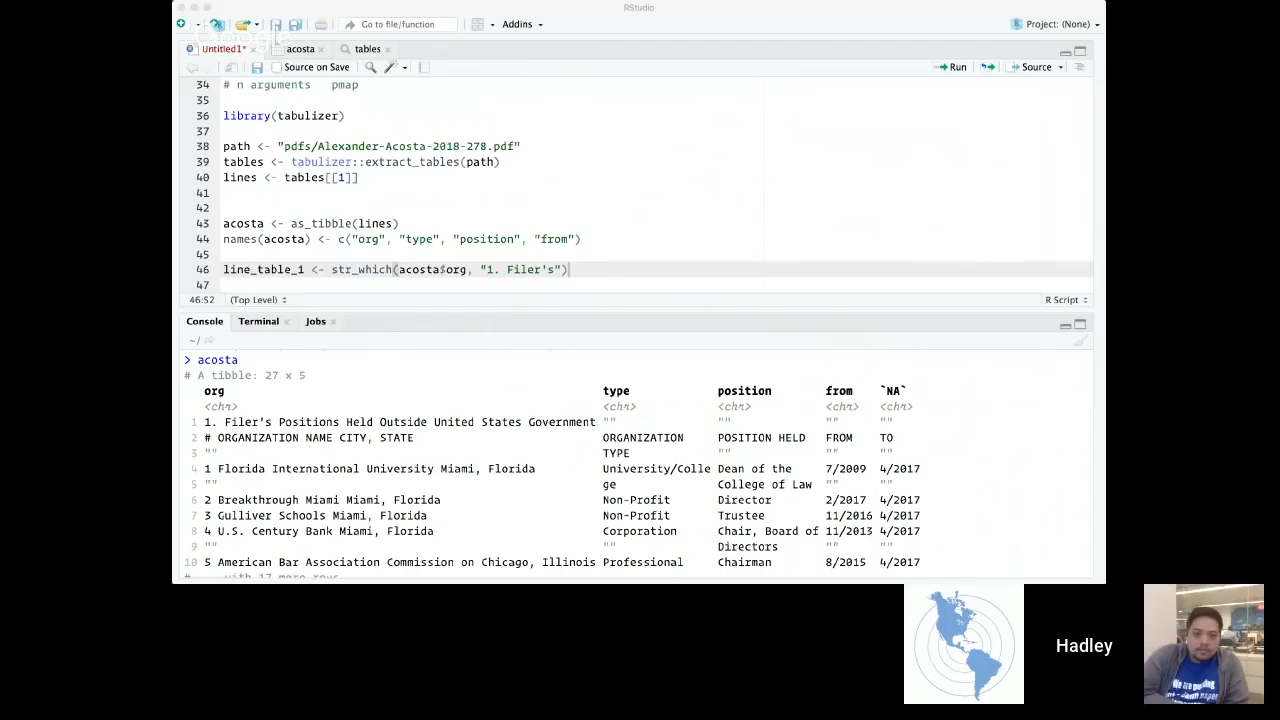 RStudio
Go to file/function
Addins
Project: (None)
Untitled1*
acosta
tables
Source on Save
Run
Source
34 # n arguments pmap
35
36 library(tabulizer)
37
38 path <- "pdfs/Alexander-Acosta-2018-278.pdf"
39 tables <- tabulizer::extract_tables(path)
40 lines <- tables[[1]]
41
42
43 acosta <- as_tibble(lines)
44 names(acosta) <- c("org", "type", "position", "from")
45
46 line_table_1 <- str_which(acosta$org, "1. Filer's")
47
46:52 (Top Level) R Script
Console Terminal Jobs
~/
> acosta
# A tibble: 27 x 5
org type position from `NA`
<chr> <chr> <chr> <chr> <chr>
1 1. Filer's Positions Held Outside United States Government "" "" "" ""
2 # ORGANIZATION NAME CITY, STATE ORGANIZATION POSITION HELD FROM TO
3 "" TYPE "" "" ""
4 1 Florida International University Miami, Florida University/Colle Dean of the 7/2009 4/2017
5 "" ge College of Law "" ""
6 2 Breakthrough Miami Miami, Florida Non-Profit Director 2/2017 4/2017
7 3 Gulliver Schools Miami, Florida Non-Profit Trustee 11/2016 4/2017
8 4 U.S. Century Bank Miami, Florida Corporation Chair, Board of 11/2013 4/2017
9 "" "" Directors "" ""
10 5 American Bar Association Commission on Chicago, Illinois Professional Chairman 8/2015 4/2017
# with 17 more rows
Hadley
We are pushing